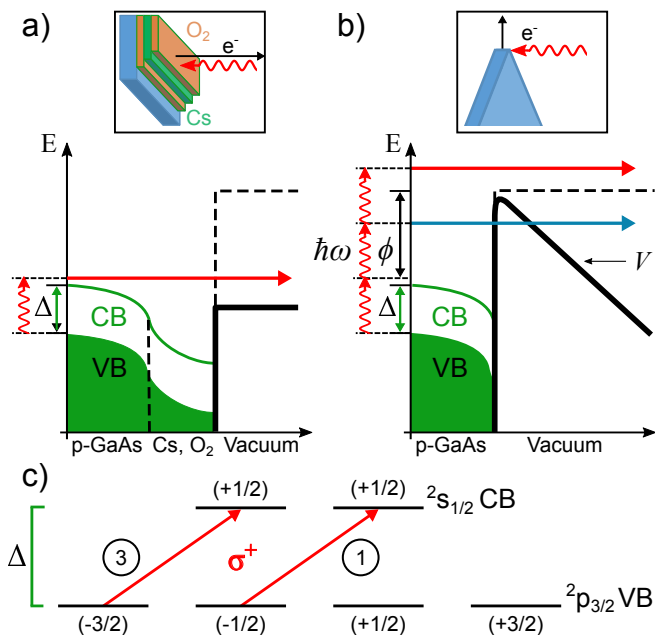 a)
O₂
e⁻
Cs
E
Δ
CB
VB
p-GaAs
Cs, O₂
Vacuum
b)
e⁻
E
ħω
ϕ
Δ
CB
VB
V
p-GaAs
Vacuum
c)
(+1/2)
(+1/2)
²s₁/₂ CB
Δ
3
σ⁺
1
²p₃/₂ VB
(-3/2)
(-1/2)
(+1/2)
(+3/2)